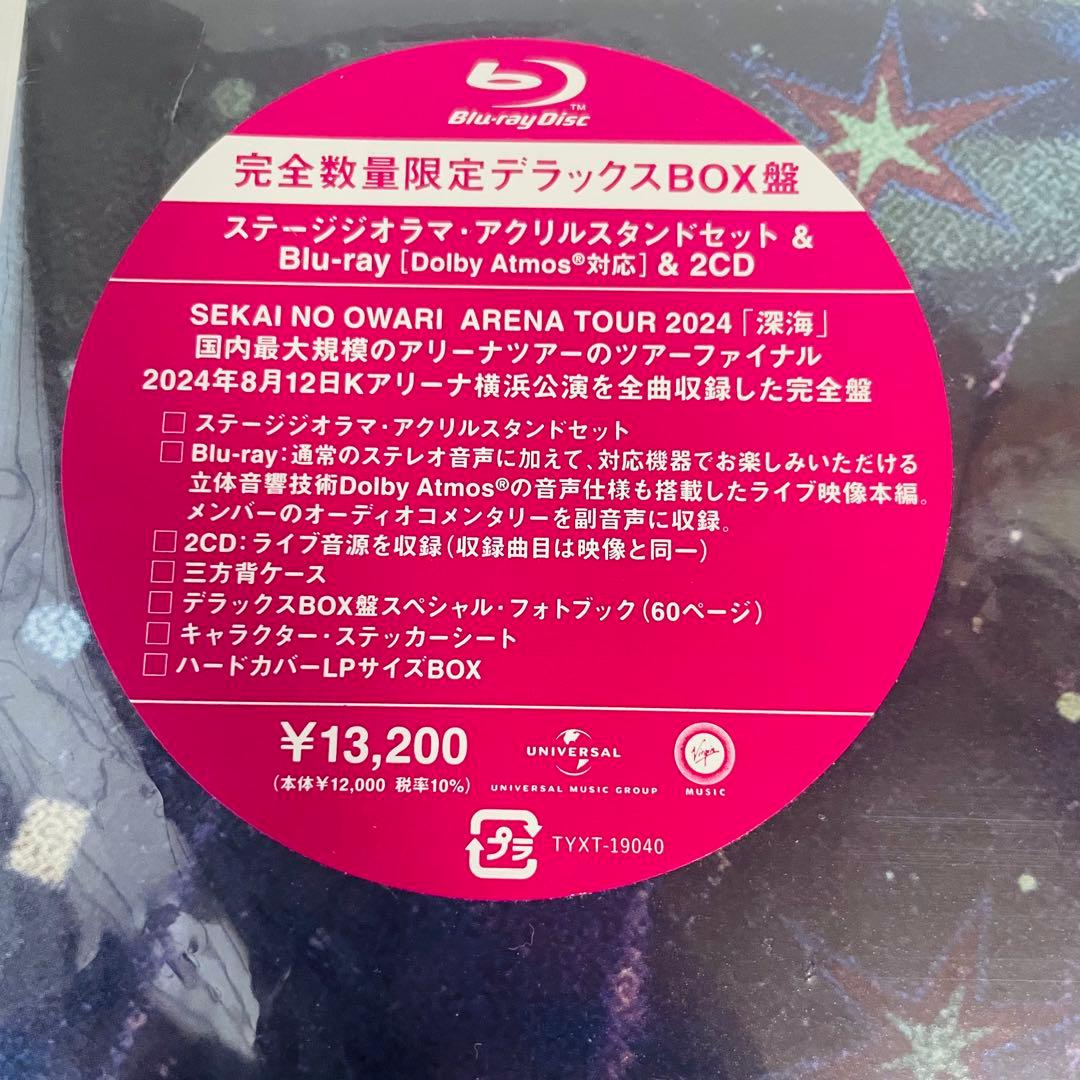 Blu-ray Disc™
完全数量限定デラックスBOX盤
ステージジオラマ・アクリルスタンドセット &
Blu-ray [Dolby Atmos®対応] & 2CD
SEKAI NO OWARI ARENA TOUR 2024「深海」
国内最大規模のアリーナツアーのツアーファイナル
2024年8月12日Kアリーナ横浜公演を全曲収録した完全盤
□ ステージジオラマ・アクリルスタンドセット
□ Blu-ray:通常のステレオ音声に加えて、対応機器でお楽しみいただける
立体音響技術Dolby Atmos®の音声仕様も搭載したライブ映像本編。
メンバーのオーディオコメンタリーを副音声に収録。
□ 2CD:ライブ音源を収録(収録曲目は映像と同一)
□ 三方背ケース
□ デラックスBOX盤スペシャル・フォトブック(60ページ)
□ キャラクター・ステッカーシート
□ ハードカバーLPサイズBOX
¥13,200
(本体¥12,000 税率10%)
UNIVERSAL
UNIVERSAL MUSIC GROUP
Virgin
MUSIC
プラ
TYXT-19040